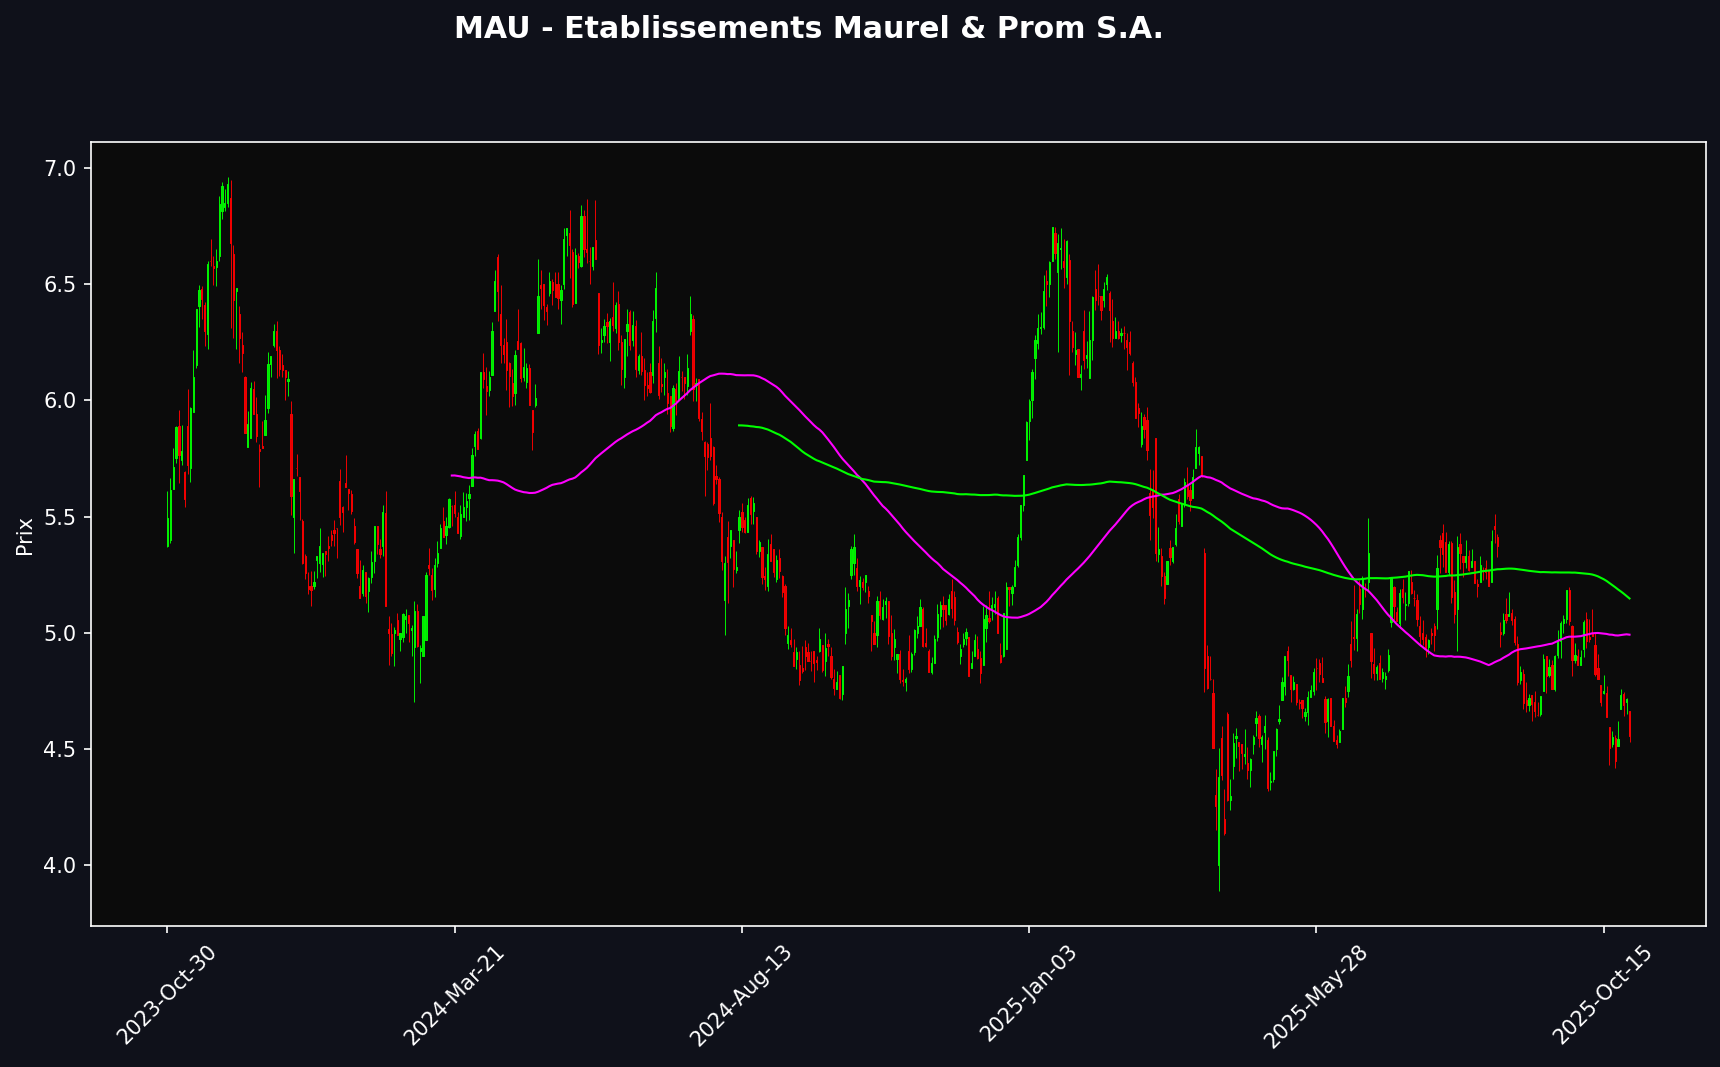 MAU - Etablissements Maurel & Prom S.A.
Prix
7.0
6.5
6.0
5.5
5.0
4.5
4.0
2023-Oct-30
2024-Mar-21
2024-Aug-13
2025-Jan-03
2025-May-28
2025-Oct-15